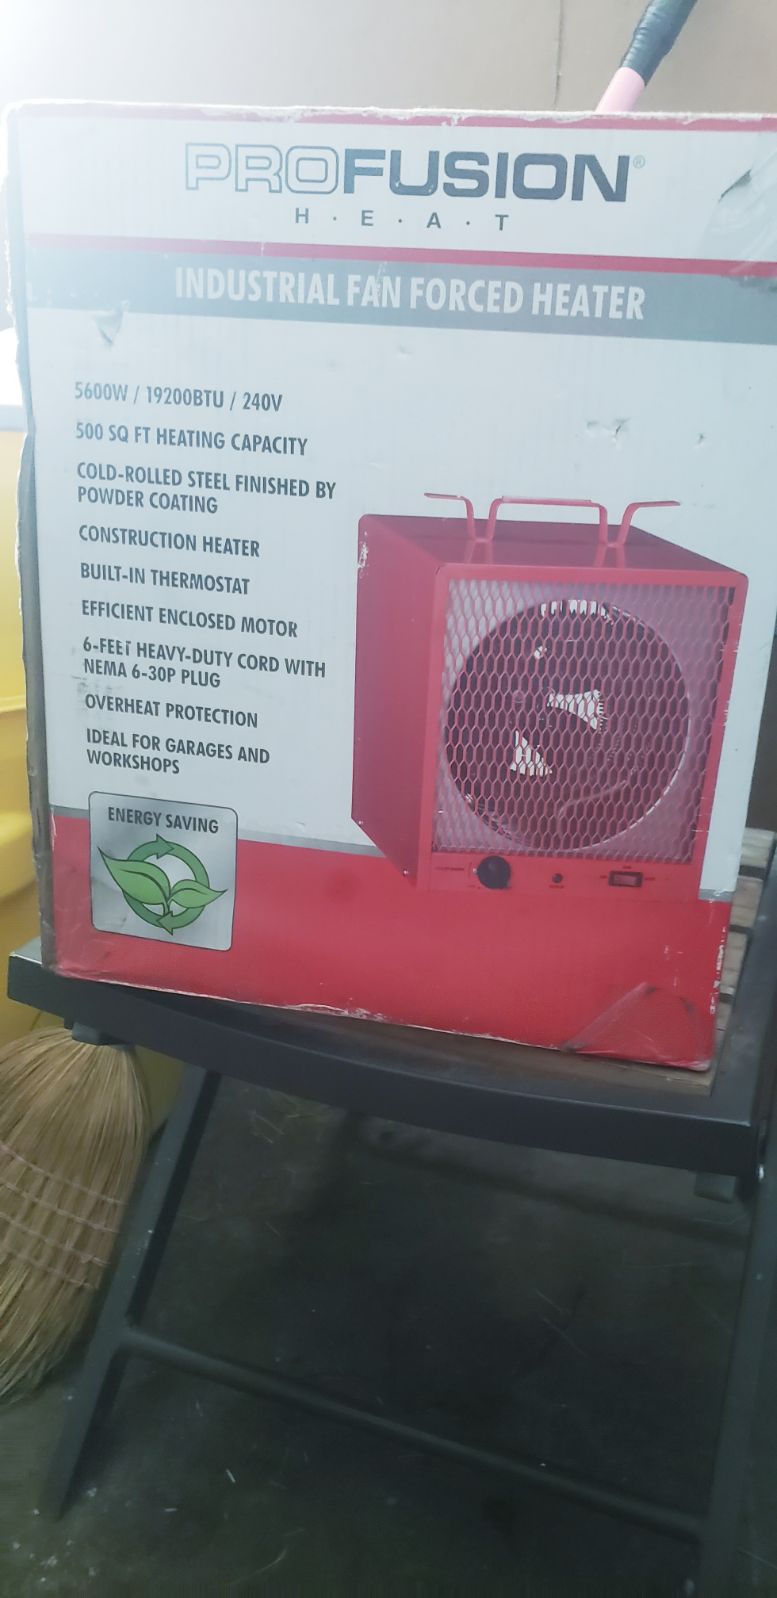 PROFUSION®
H·E·A·T
INDUSTRIAL FAN FORCED HEATER
5600W / 19200BTU / 240V
500 SQ FT HEATING CAPACITY
COLD-ROLLED STEEL FINISHED BY
POWDER COATING
CONSTRUCTION HEATER
BUILT-IN THERMOSTAT
EFFICIENT ENCLOSED MOTOR
6-FEET HEAVY-DUTY CORD WITH
NEMA 6-30P PLUG
OVERHEAT PROTECTION
IDEAL FOR GARAGES AND
WORKSHOPS
ENERGY SAVING